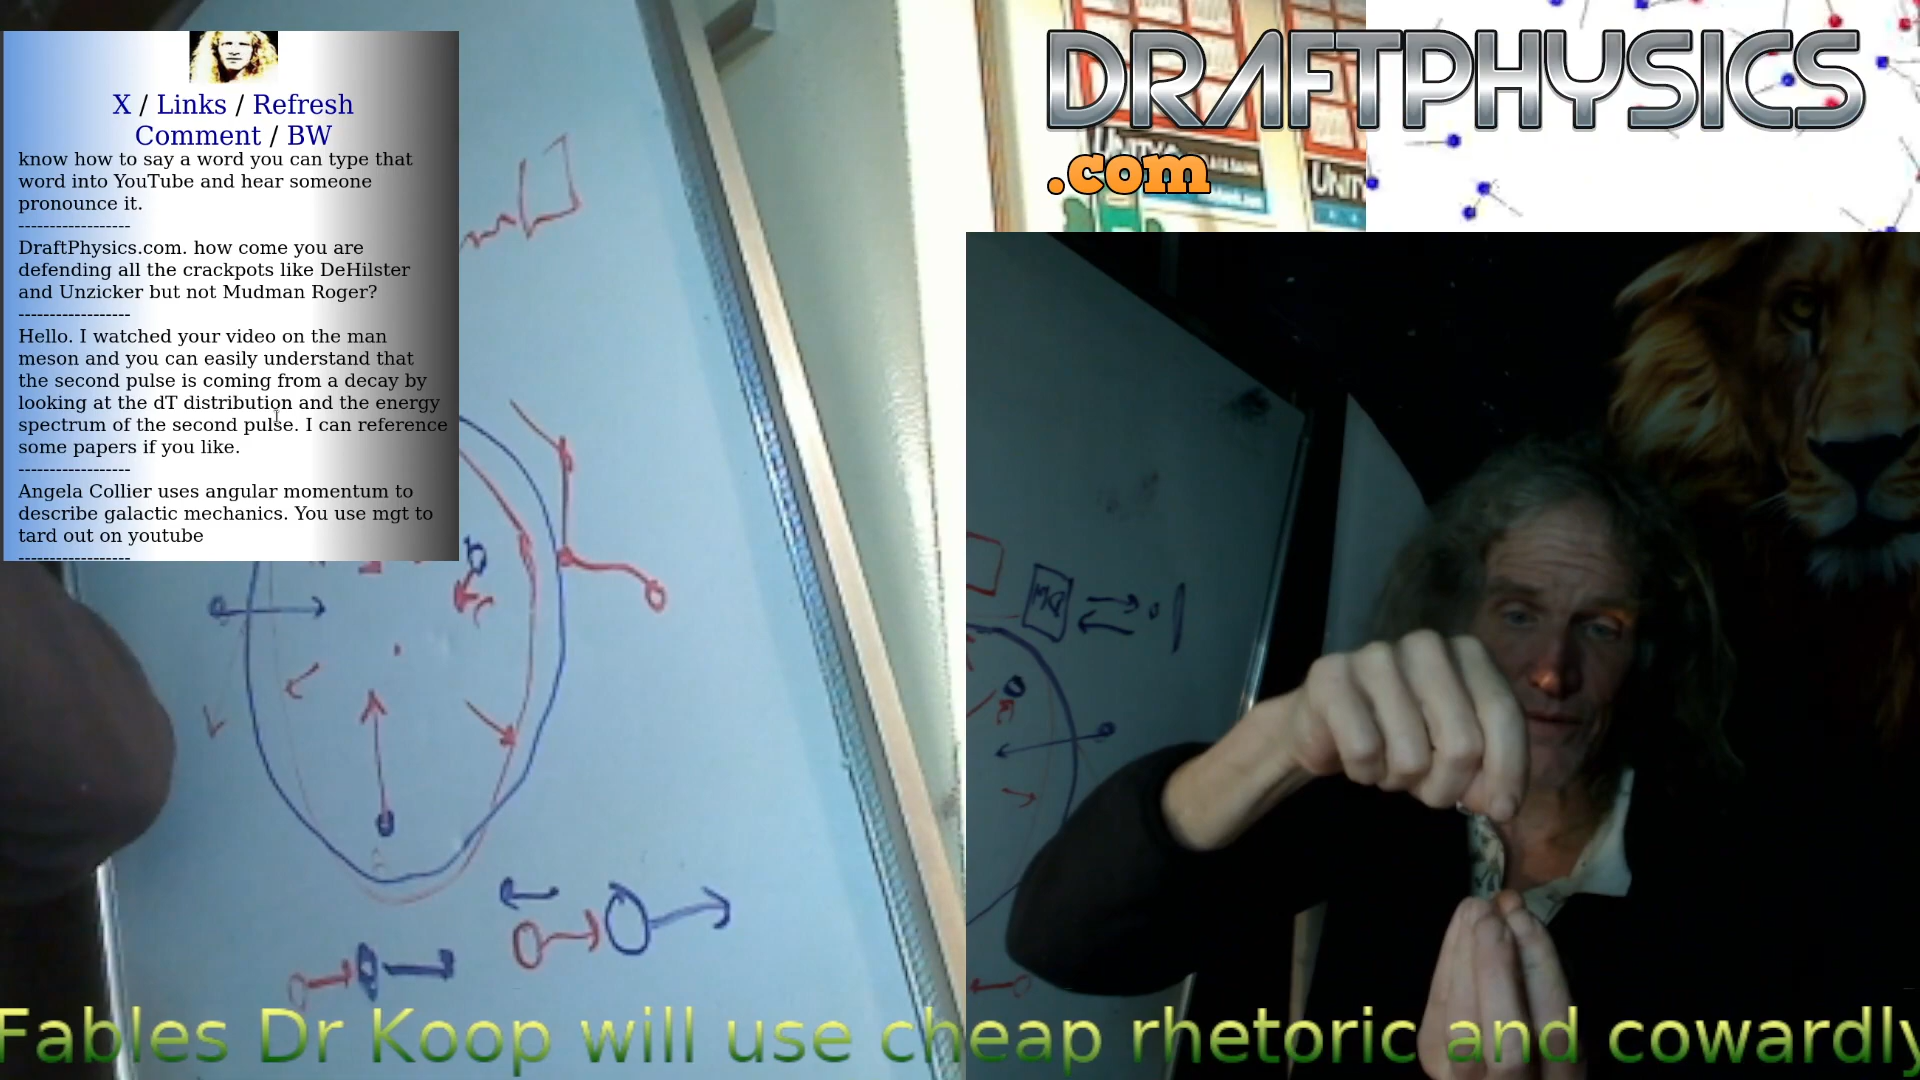 X / Links / Refresh
Comment / BW
know how to say a word you can type that
word into YouTube and hear someone
pronounce it.
------------------
DraftPhysics.com. how come you are
defending all the crackpots like DeHilster
and Unzicker but not Mudman Roger?
------------------
Hello. I watched your video on the man
meson and you can easily understand that
the second pulse is coming from a decay by
looking at the dT distribution and the energy
spectrum of the second pulse. I can reference
some papers if you like.
------------------
Angela Collier uses angular momentum to
describe galactic mechanics. You use mgt to
tard out on youtube
------------------
DRAFTPHYSICS
.com
Fables Dr Koop will use cheap rhetoric and cowardly